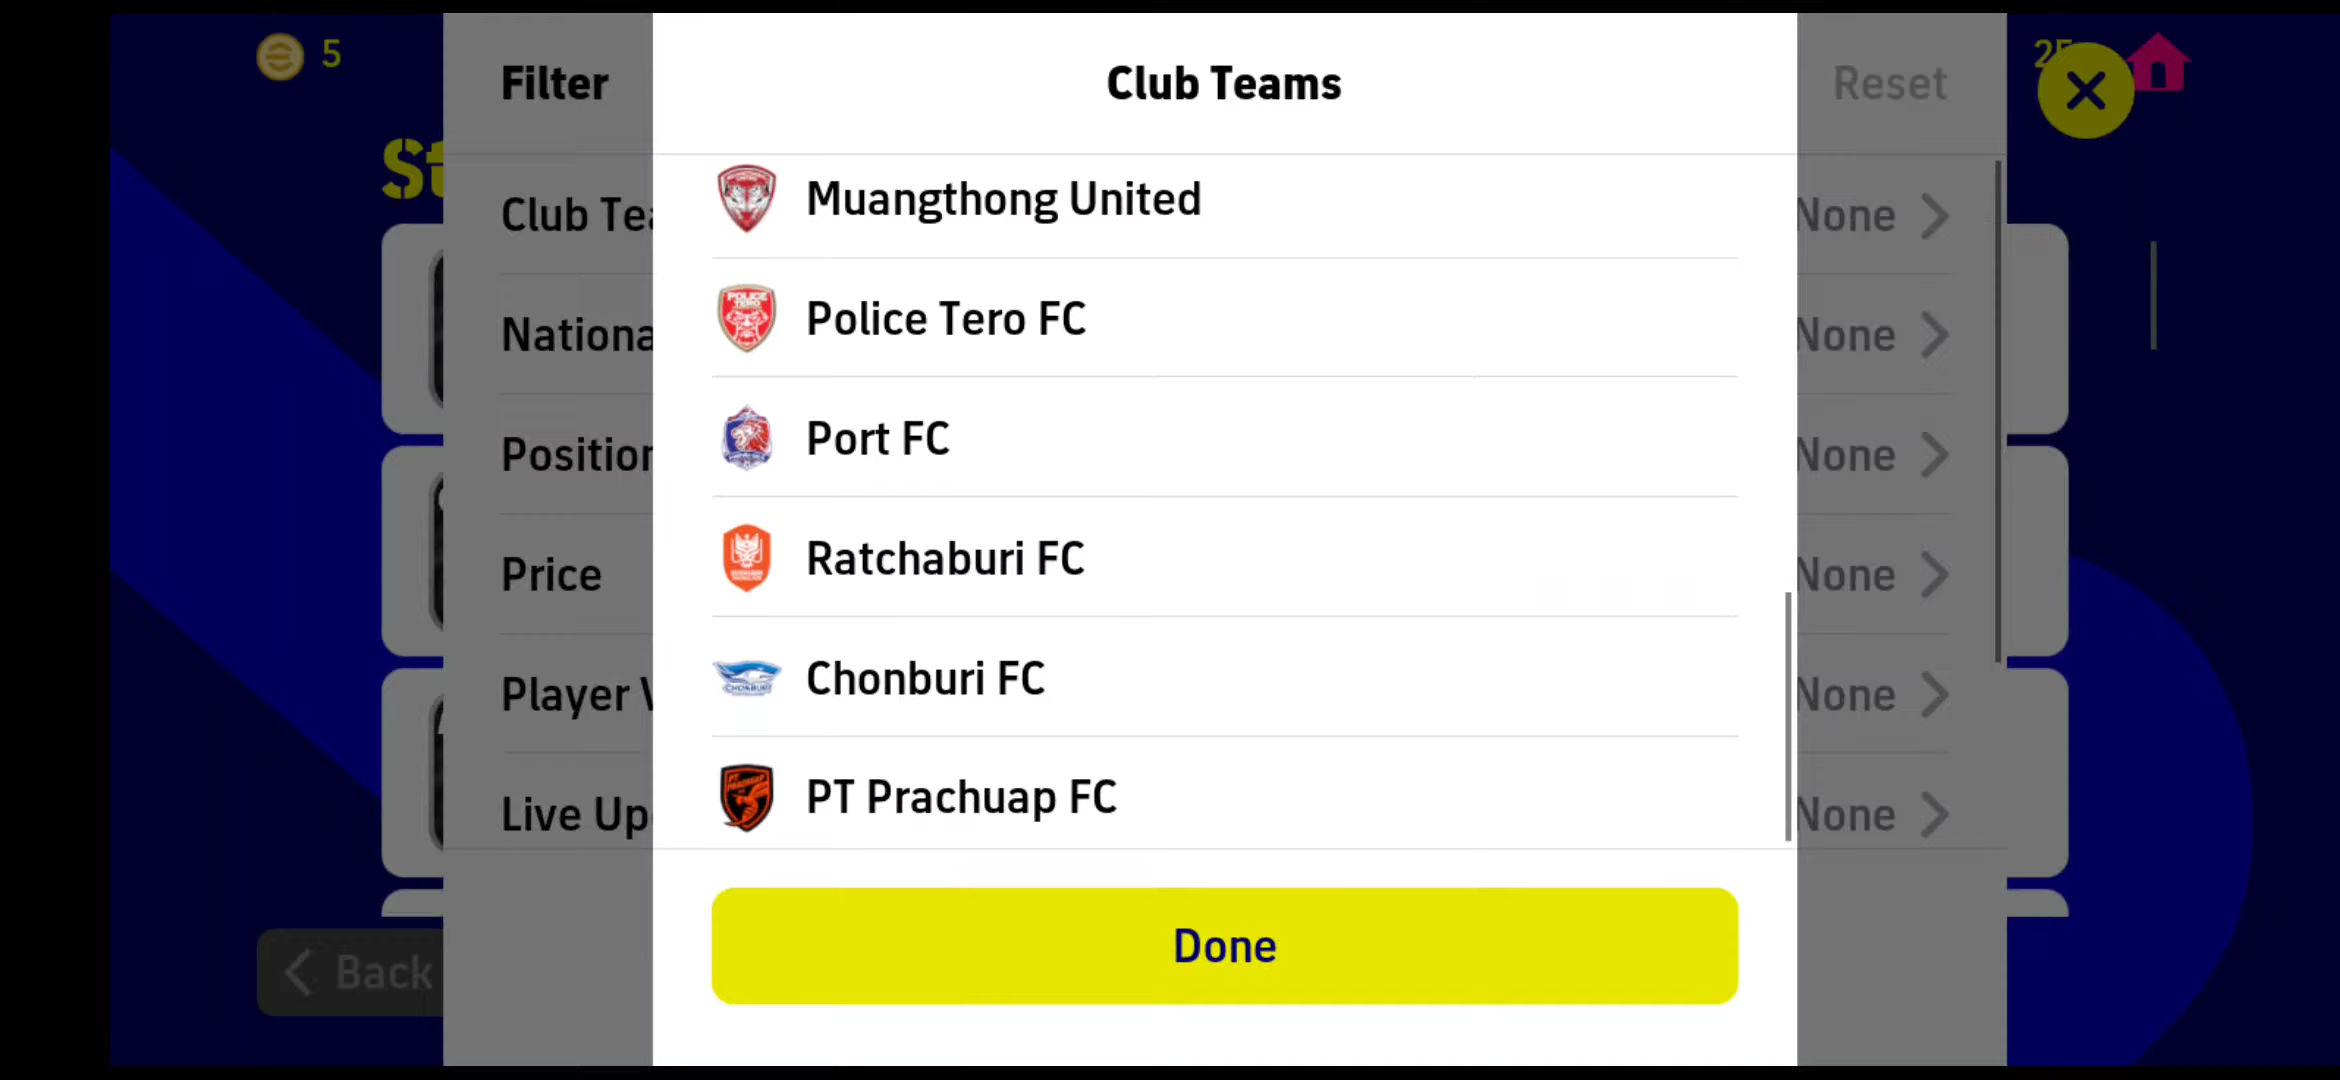 5
Filter
Club Teams
Reset
Club Tea
None
Muangthong United
Nationa
None
Police Tero FC
Position
None
Port FC
Price
None
Ratchaburi FC
Player
None
Chonburi FC
Live Up
None
PT Prachuap FC
Back
Done